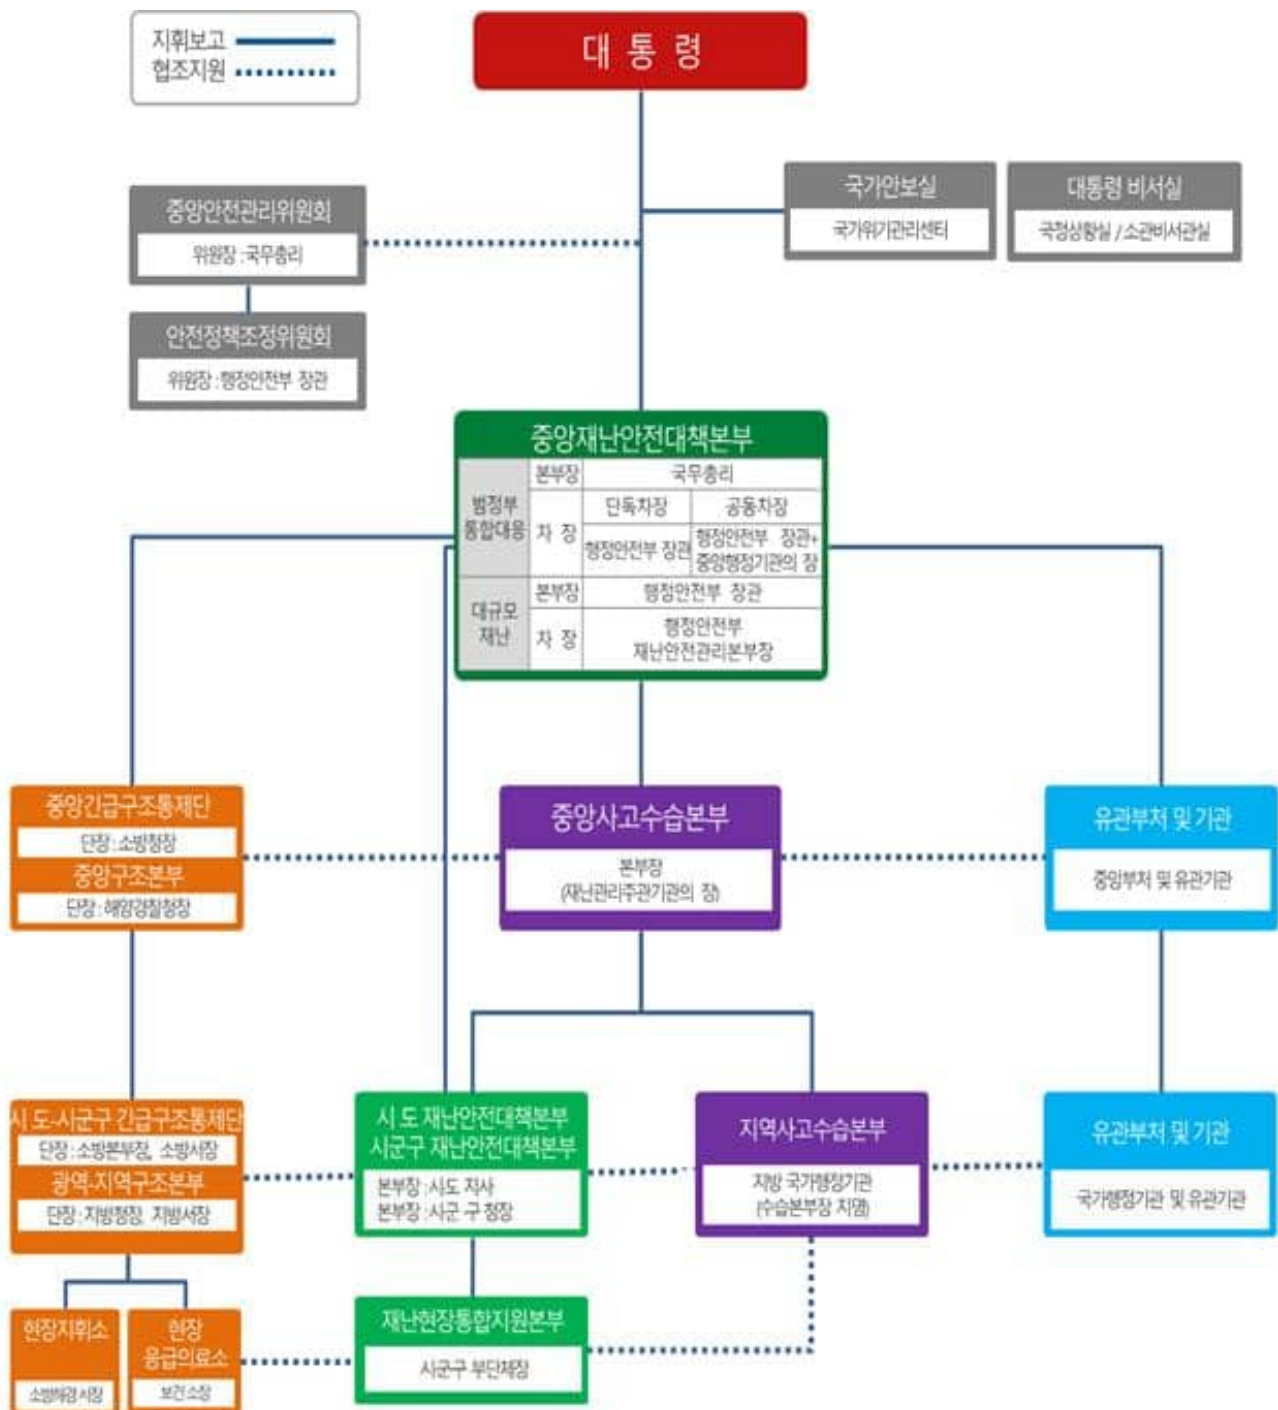 지휘보고
협조지원
대 통 령
국가안보실
국가위기관리센터
대통령 비서실
국정상황실 / 소관비서관실
중앙안전관리위원회
위원장 : 국무총리
안전정책조정위원회
위원장 : 행정안전부 장관
중앙재난안전대책본부
범정부
통합대응
본부장
국무총리
차 장
단독차장
공동차장
행정안전부 장관
행정안전부 장관+
중앙행정기관의 장
대규모
재난
본부장
행정안전부 장관
차 장
행정안전부
재난안전관리본부장
중앙긴급구조통제단
단장 : 소방청장
중앙구조본부
단장 : 해양경찰청장
중앙사고수습본부
본부장
(재난관리주관기관의 장)
유관부처 및 기관
중앙부처 및 유관기관
시 도-시군구 긴급구조통제단
단장 : 소방본부장, 소방서장
광역-지역구조본부
단장 : 지방청장, 지방서장
시 도 재난안전대책본부
시군구 재난안전대책본부
본부장 : 시도 지사
본부장 : 시군 구 청장
지역사고수습본부
지방 국가행정기관
(수습본부장 지명)
유관부처 및 기관
국가행정기관 및 유관기관
현장지휘소
소방해경 서장
현장
응급의료소
보건 소장
재난현장통합지원본부
시군구 부단체장